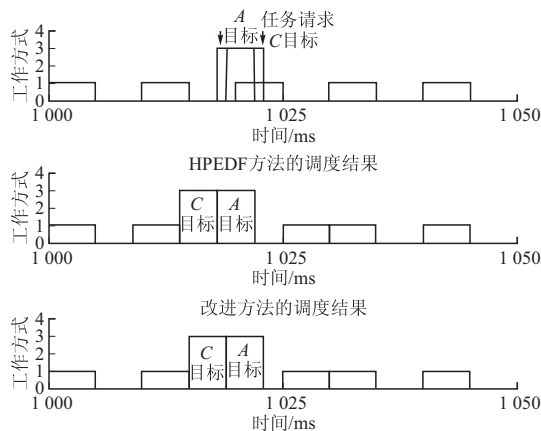 A 任务请求
目标 C目标
工作方式
4
3
2
1
0
1 000 1 025 1 050
时间/ms
HPEDF方法的调度结果
工作方式
4
3
2
1
0
C A
目标 目标
1 000 1 025 1 050
时间/ms
改进方法的调度结果
工作方式
4
3
2
1
0
C A
目标 目标
1 000 1 025 1 050
时间/ms